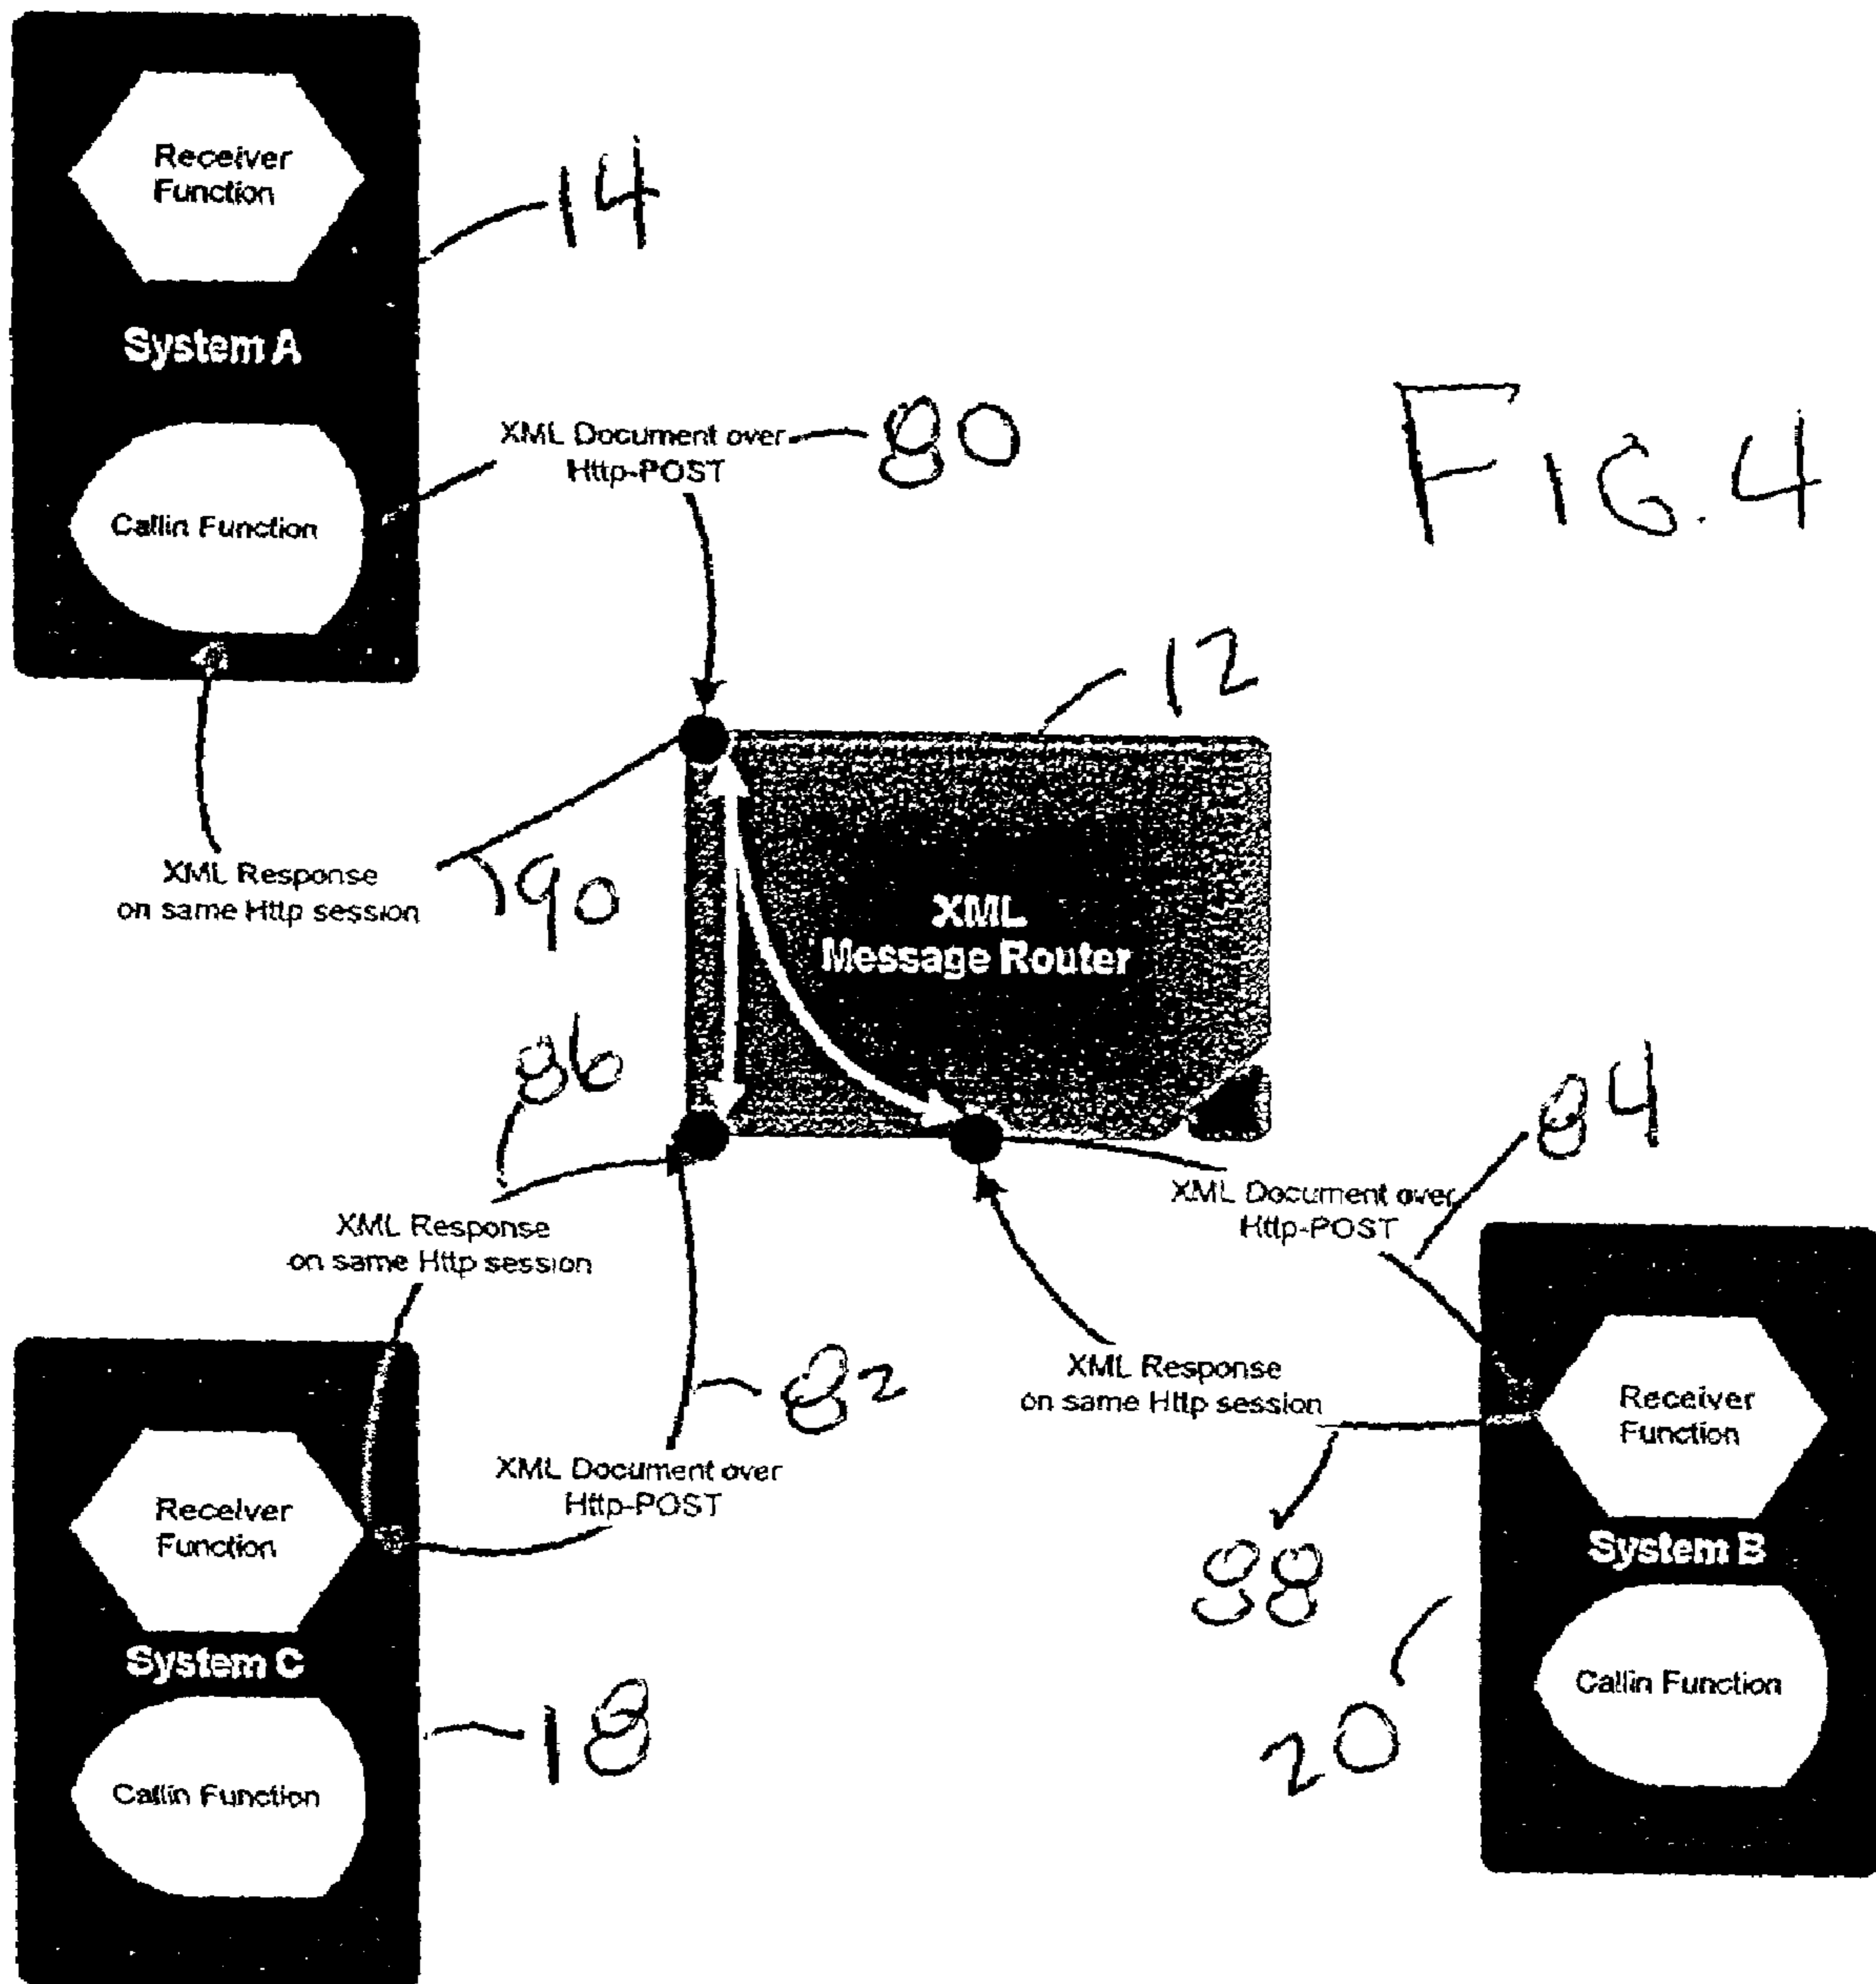 Receiver
Function
14
System A
XML Document over
Http-POST
80
FIG. 4
Callin Function
12
XML Response
on same Http session
90
XML
Message Router
86
84
XML Document over
Http-POST
XML Response
on same Http session
82
XML Response
on same Http session
Receiver
Function
XML Document over
Http-POST
Receiver
Function
System B
88
System C
18
20
Callin Function
Callin Function